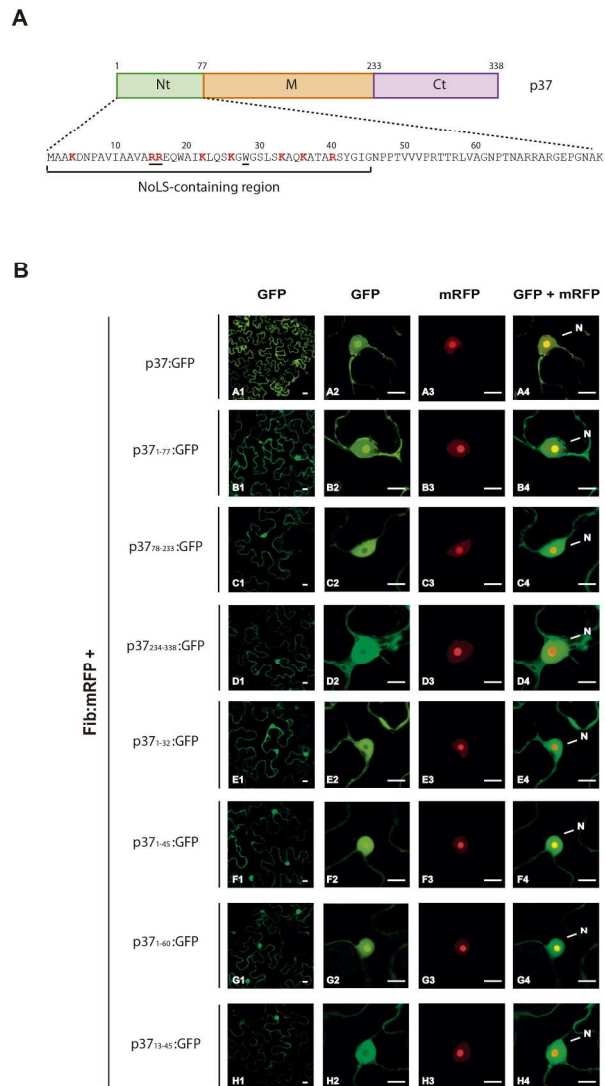 A
1 77 233 338
Nt M Ct p37
10 20 30 40 50 60
MAAKDNPAVIAAVARREQWAIKLQSKGWGSLSKAQKATARSYGIGNPPTVVVPRTTRLVAGNPTNARRARGEPGNAK
NoLS-containing region
B
GFP GFP mRFP GFP + mRFP
Fib:mRFP +
p37:GFP
A1 A2 A3 A4 N
p37₁₋₇₇:GFP
B1 B2 B3 B4 N
p37₇₈₋₂₃₃:GFP
C1 C2 C3 C4 N
p37₂₃₄₋₃₃₈:GFP
D1 D2 D3 D4 N
p37₁₋₃₂:GFP
E1 E2 E3 E4 N
p37₁₋₄₅:GFP
F1 F2 F3 F4 N
p37₁₋₆₀:GFP
G1 G2 G3 G4 N
p37₁₃₋₄₅:GFP
H1 H2 H3 H4 N